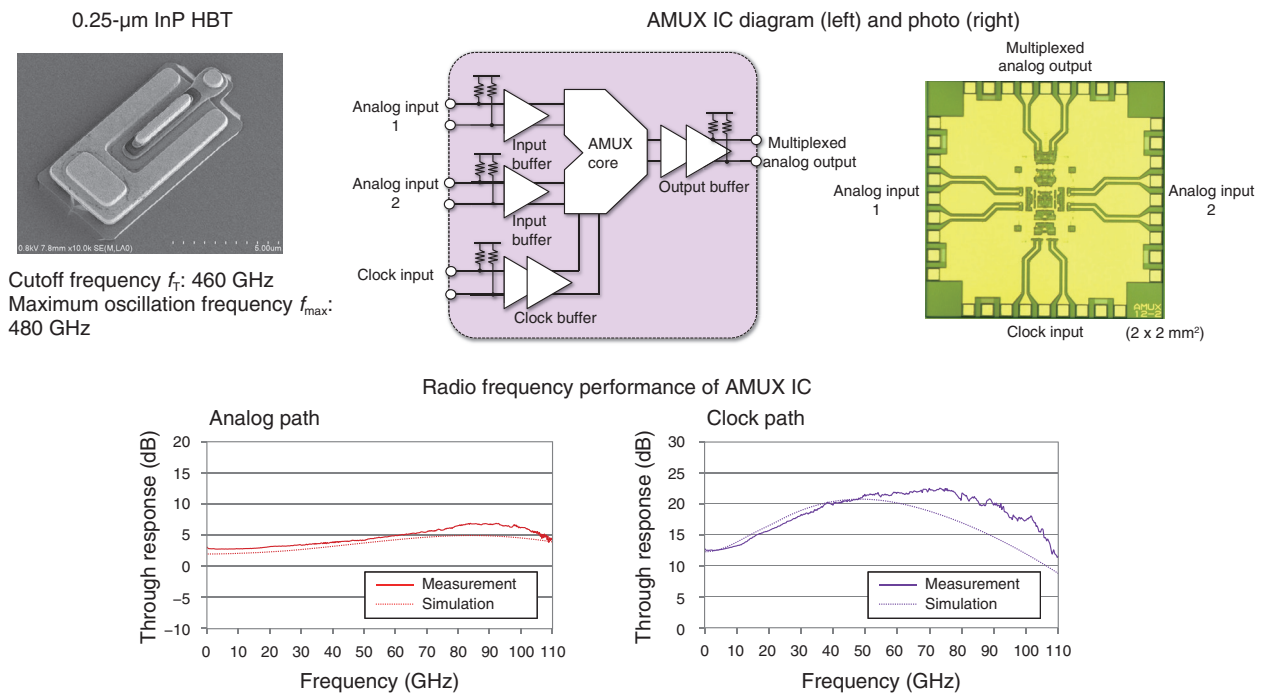 0.25-μm InP HBT
AMUX IC diagram (left) and photo (right)
0.8kV 7.8mm x10.0k SE(M,LA0)
5.00um
Cutoff frequency fT: 460 GHz
Maximum oscillation frequency fmax:
480 GHz
Analog input
1
Input
buffer
Analog input
2
Input
buffer
Clock input
Clock buffer
AMUX
core
Output buffer
Multiplexed
analog output
Multiplexed
analog output
Analog input
1
Analog input
2
AMUX
12-2
Clock input
(2 x 2 mm²)
Radio frequency performance of AMUX IC
Analog path
Through response (dB)
20
15
10
5
0
−5
−10
Measurement
Simulation
0 10 20 30 40 50 60 70 80 90 100 110
Frequency (GHz)
Clock path
Through response (dB)
30
25
20
15
10
5
0
Measurement
Simulation
0 10 20 30 40 50 60 70 80 90 100 110
Frequency (GHz)